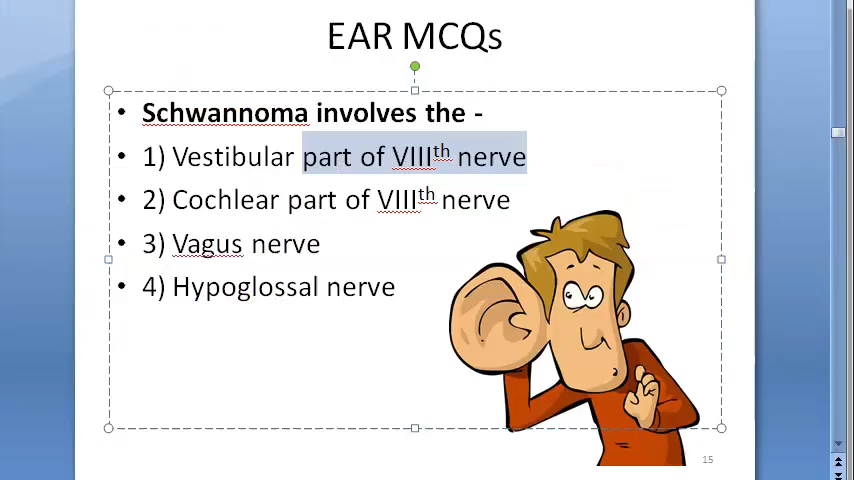 EAR MCQs
• Schwannoma involves the -
• 1) Vestibular part of VIIIth nerve
• 2) Cochlear part of VIIIth nerve
• 3) Vagus nerve
• 4) Hypoglossal nerve
15